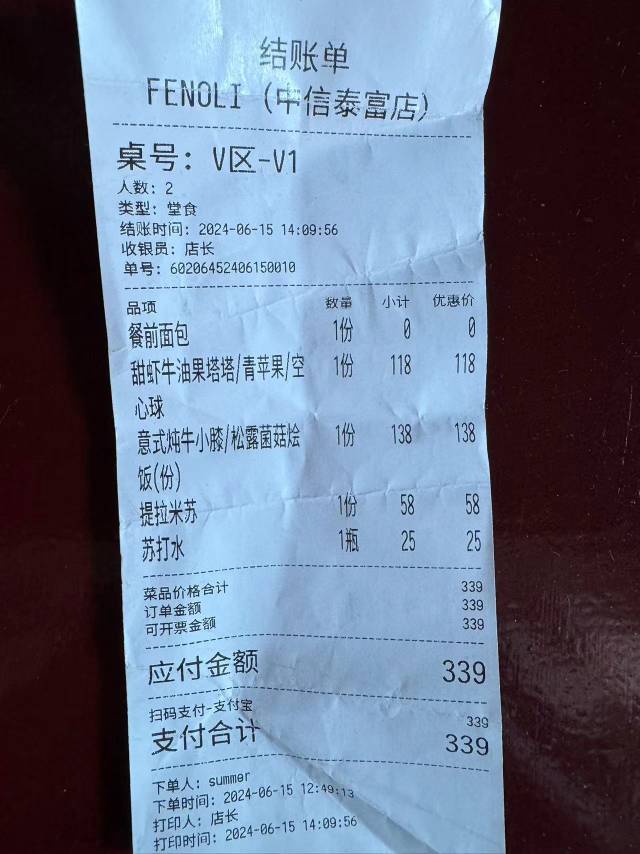 结账单
FENOLI (中信泰富店)
桌号: V区-V1
人数: 2
类型: 堂食
结账时间: 2024-06-15 14:09:56
收银员: 店长
单号: 60206452406150010
品项 数量 小计 优惠价
餐前面包 1份 0 0
甜虾牛油果塔塔/青苹果/空 1份 118 118
心球
意式炖牛小膝/松露菌菇烩 1份 138 138
饭(份)
提拉米苏 1份 58 58
苏打水 1瓶 25 25
菜品价格合计 339
订单金额 339
可开票金额 339
应付金额 339
扫码支付-支付宝 339
支付合计 339
下单人: summer
下单时间: 2024-06-15 12:49:13
打印人: 店长
打印时间: 2024-06-15 14:09:56